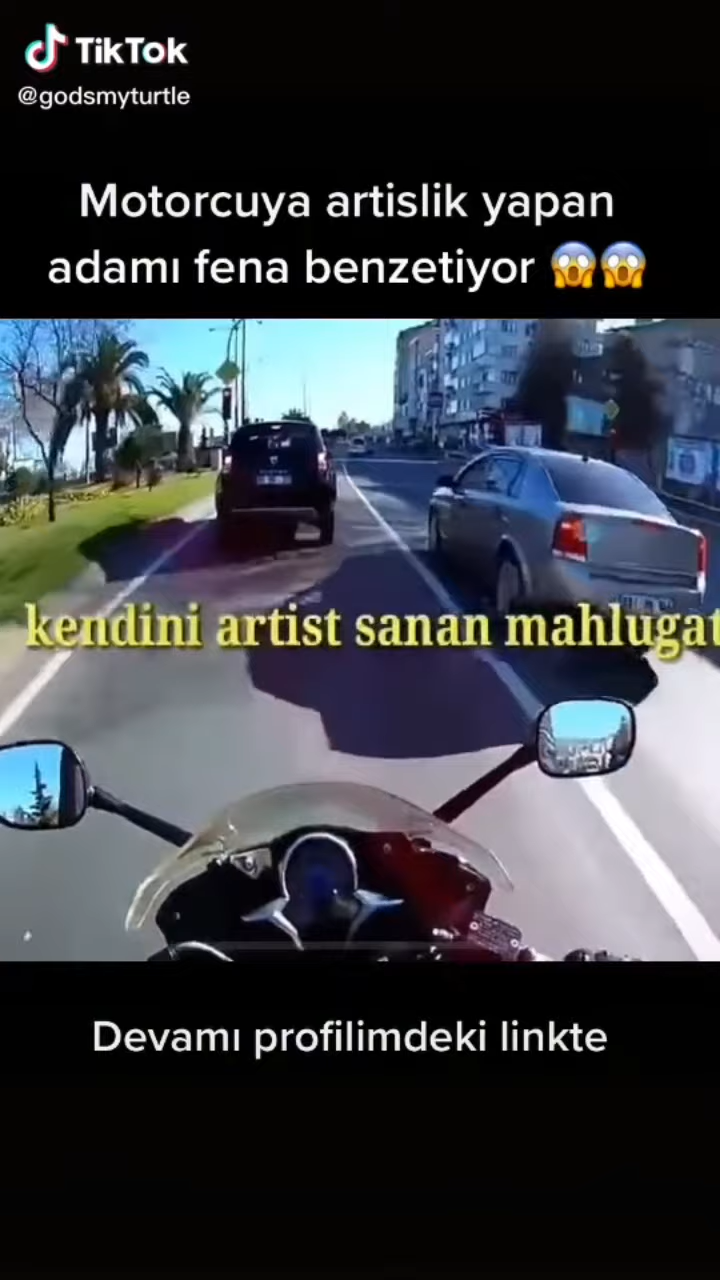 TikTok
@godsmyturtle
Motorcuya artislik yapan
adamı fena benzetiyor 😱😱
kendini artist sanan mahlugat
Devamı profilimdeki linkte